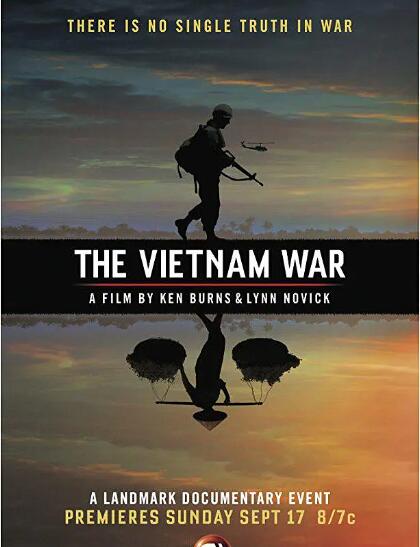 THERE IS NO SINGLE TRUTH IN WAR
THE VIETNAM WAR
A FILM BY KEN BURNS & LYNN NOVICK
A LANDMARK DOCUMENTARY EVENT
PREMIERES SUNDAY SEPT 17 8/7c